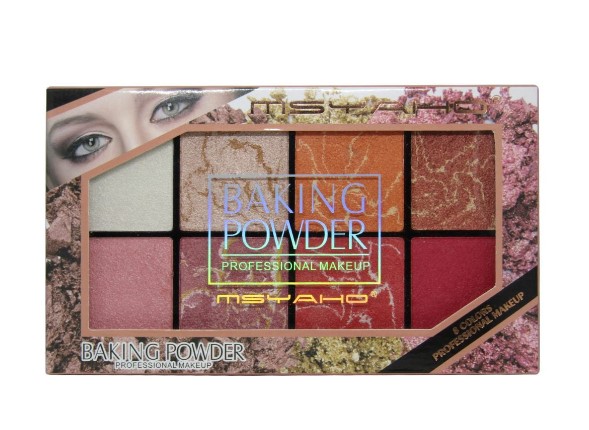 MSYAHO
BAKING
POWDER
PROFESSIONAL MAKEUP
MSYAHO
8 COLORS
PROFESSIONAL MAKEUP
BAKING POWDER
PROFESSIONAL MAKEUP